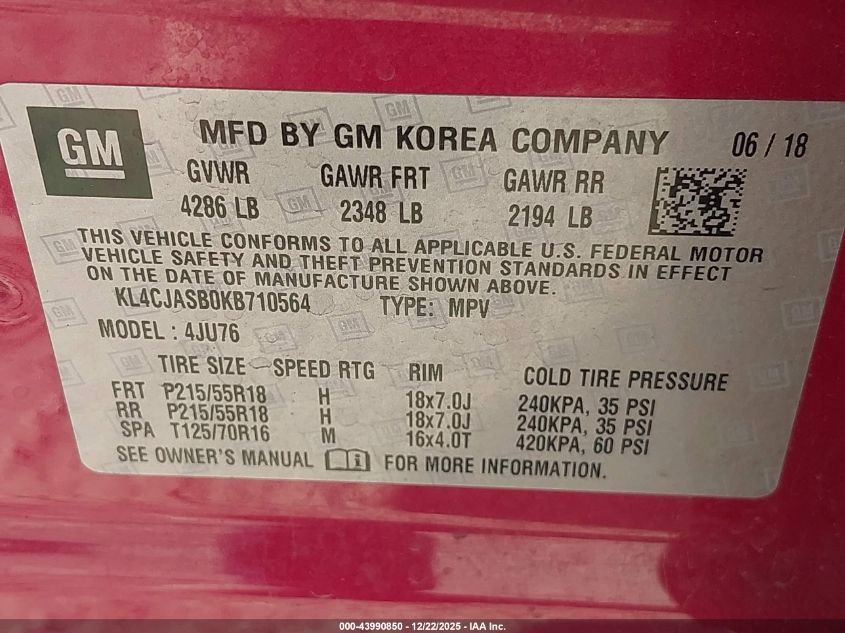 GM
MFD BY GM KOREA COMPANY 06 / 18
GVWR GAWR FRT GAWR RR
4286 LB 2348 LB 2194 LB
THIS VEHICLE CONFORMS TO ALL APPLICABLE U.S. FEDERAL MOTOR
VEHICLE SAFETY AND THEFT PREVENTION STANDARDS IN EFFECT
ON THE DATE OF MANUFACTURE SHOWN ABOVE.
KL4CJASB0KB710564 TYPE: MPV
MODEL : 4JU76
TIRE SIZE SPEED RTG RIM COLD TIRE PRESSURE
FRT P215/55R18 H 18x7.0J 240KPA, 35 PSI
RR P215/55R18 H 18x7.0J 240KPA, 35 PSI
SPA T125/70R16 M 16x4.0T 420KPA, 60 PSI
SEE OWNER'S MANUAL FOR MORE INFORMATION.
000-43990850 - 12/22/2025 - IAA Inc.